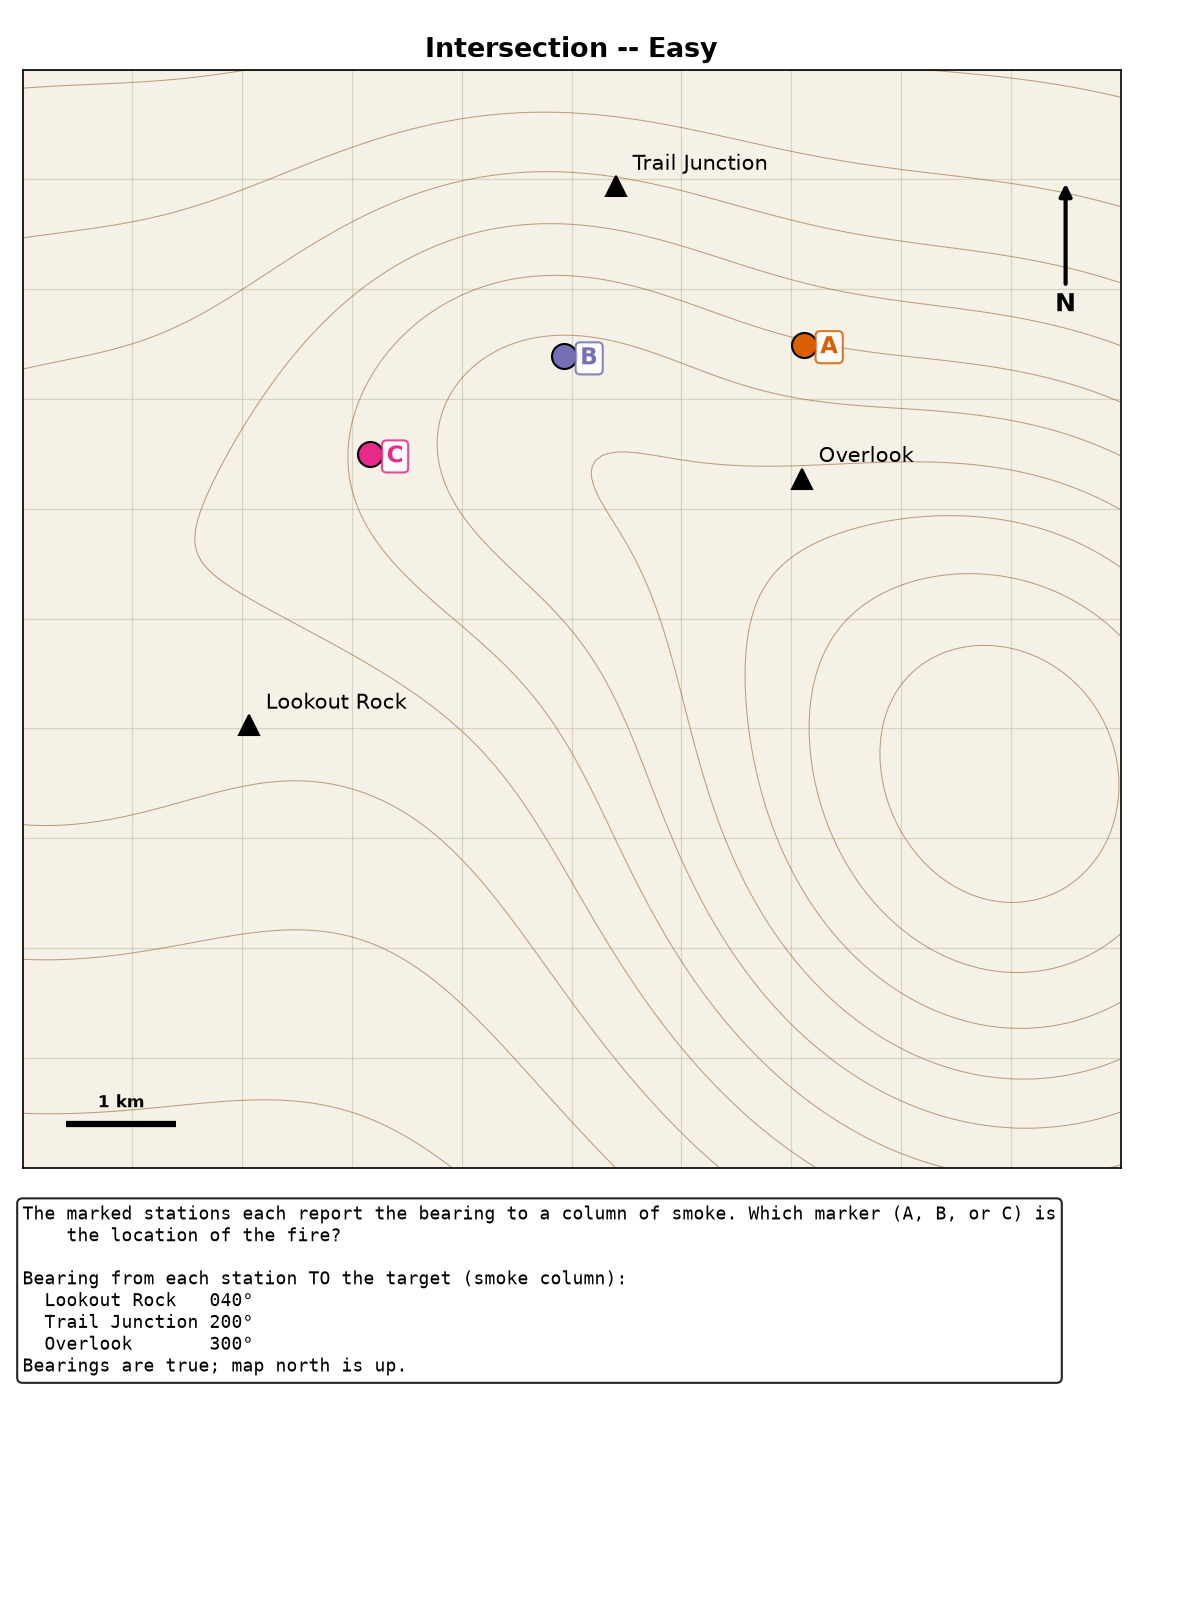 Intersection -- Easy
Trail Junction
N
A
B
C
Overlook
Lookout Rock
1 km
The marked stations each report the bearing to a column of smoke. Which marker (A, B, or C) is
the location of the fire?
Bearing from each station TO the target (smoke column):
Lookout Rock   040°
Trail Junction 200°
Overlook       300°
Bearings are true; map north is up.